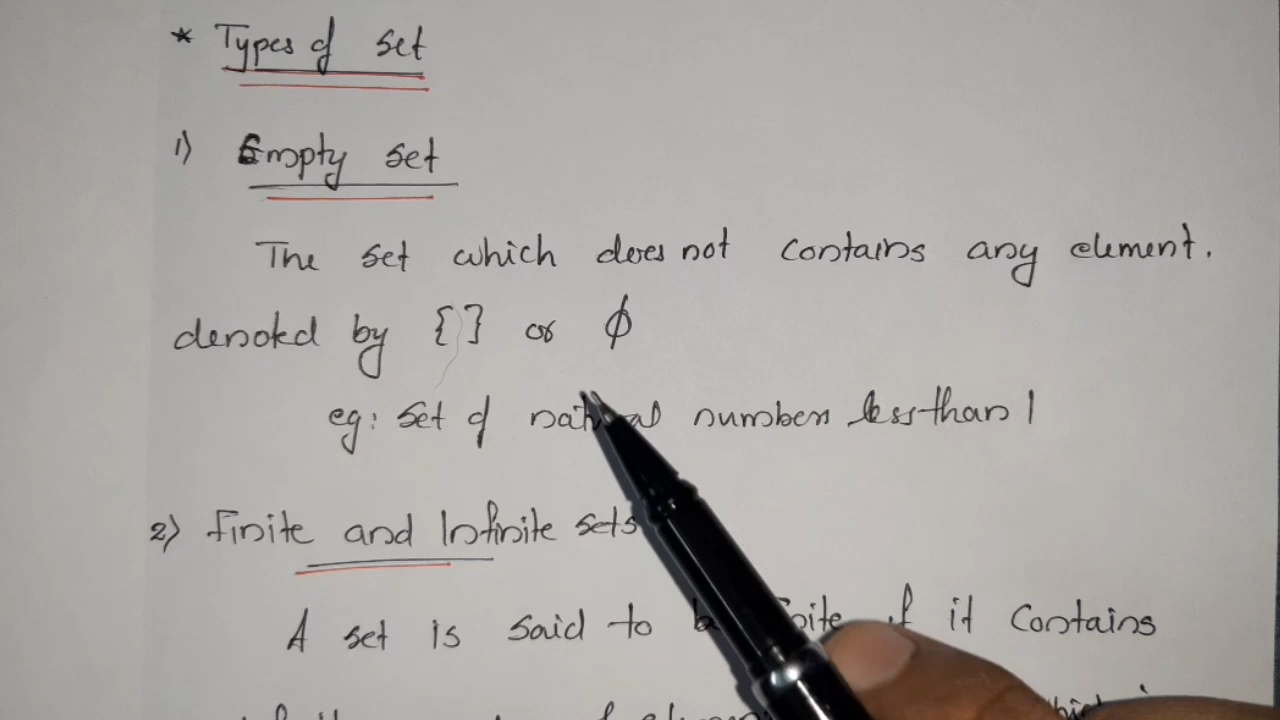 * Types of set
1) Empty set
The set which does not contains any element.
denoted by { } or ϕ
eg: set of natural numbers less than 1
2) finite and Infinite sets
A set is said to be finite if it contains